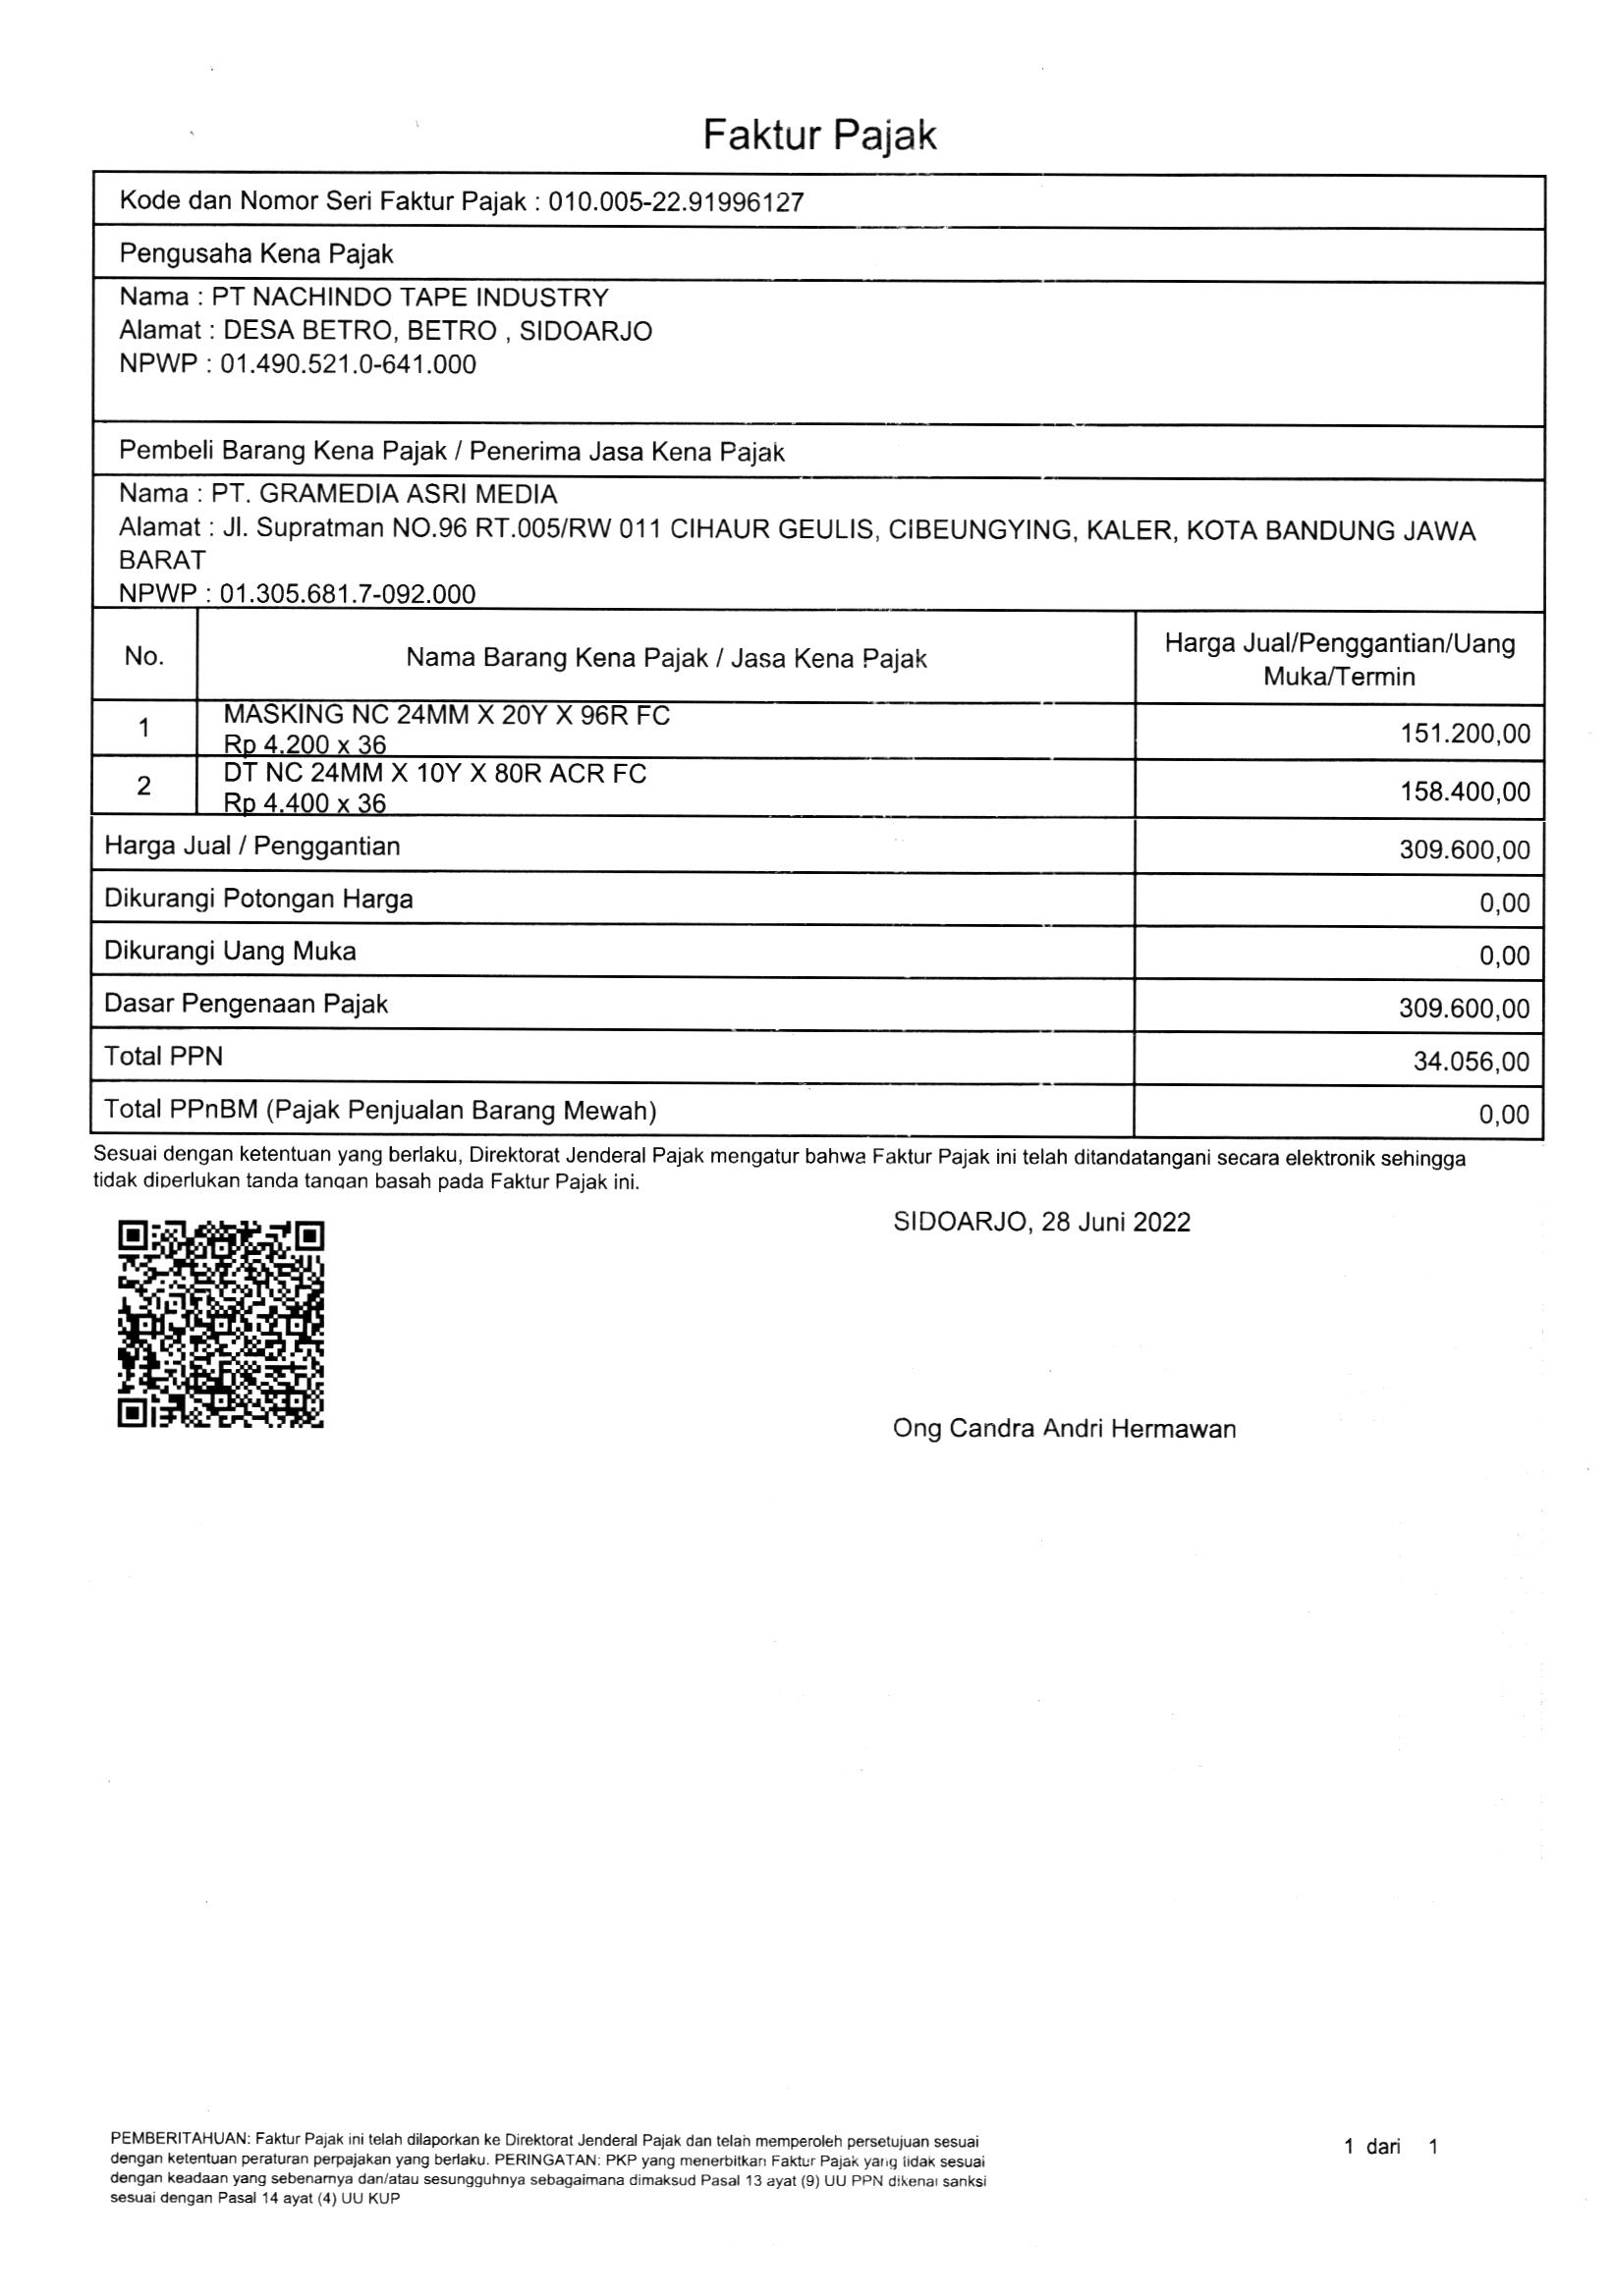 Faktur Pajak
Kode dan Nomor Seri Faktur Pajak : 010.005-22.91996127
Pengusaha Kena Pajak
Nama : PT NACHINDO TAPE INDUSTRY
Alamat : DESA BETRO, BETRO , SIDOARJO
NPWP : 01.490.521.0-641.000
Pembeli Barang Kena Pajak / Penerima Jasa Kena Pajak
Nama : PT. GRAMEDIA ASRI MEDIA
Alamat : Jl. Supratman NO.96 RT.005/RW 011 CIHAUR GEULIS, CIBEUNGYING, KALER, KOTA BANDUNG JAWA
BARAT
NPWP : 01.305.681.7-092.000
No. Nama Barang Kena Pajak / Jasa Kena Pajak Harga Jual/Penggantian/Uang
Muka/Termin
1 MASKING NC 24MM X 20Y X 96R FC
Rp 4.200 x 36 151.200,00
2 DT NC 24MM X 10Y X 80R ACR FC
Rp 4.400 x 36 158.400,00
Harga Jual / Penggantian 309.600,00
Dikurangi Potongan Harga 0,00
Dikurangi Uang Muka 0,00
Dasar Pengenaan Pajak 309.600,00
Total PPN 34.056,00
Total PPnBM (Pajak Penjualan Barang Mewah) 0,00
Sesuai dengan ketentuan yang berlaku, Direktorat Jenderal Pajak mengatur bahwa Faktur Pajak ini telah ditandatangani secara elektronik sehingga
tidak diperlukan tanda tangan basah pada Faktur Pajak ini.
SIDOARJO, 28 Juni 2022
Ong Candra Andri Hermawan
PEMBERITAHUAN: Faktur Pajak ini telah dilaporkan ke Direktorat Jenderal Pajak dan telah memperoleh persetujuan sesuai
dengan ketentuan peraturan perpajakan yang berlaku. PERINGATAN: PKP yang menerbitkan Faktur Pajak yang tidak sesuai
dengan keadaan yang sebenarnya dan/atau sesungguhnya sebagaimana dimaksud Pasal 13 ayat (9) UU PPN dikenai sanksi
sesuai dengan Pasal 14 ayat (4) UU KUP
1 dari 1